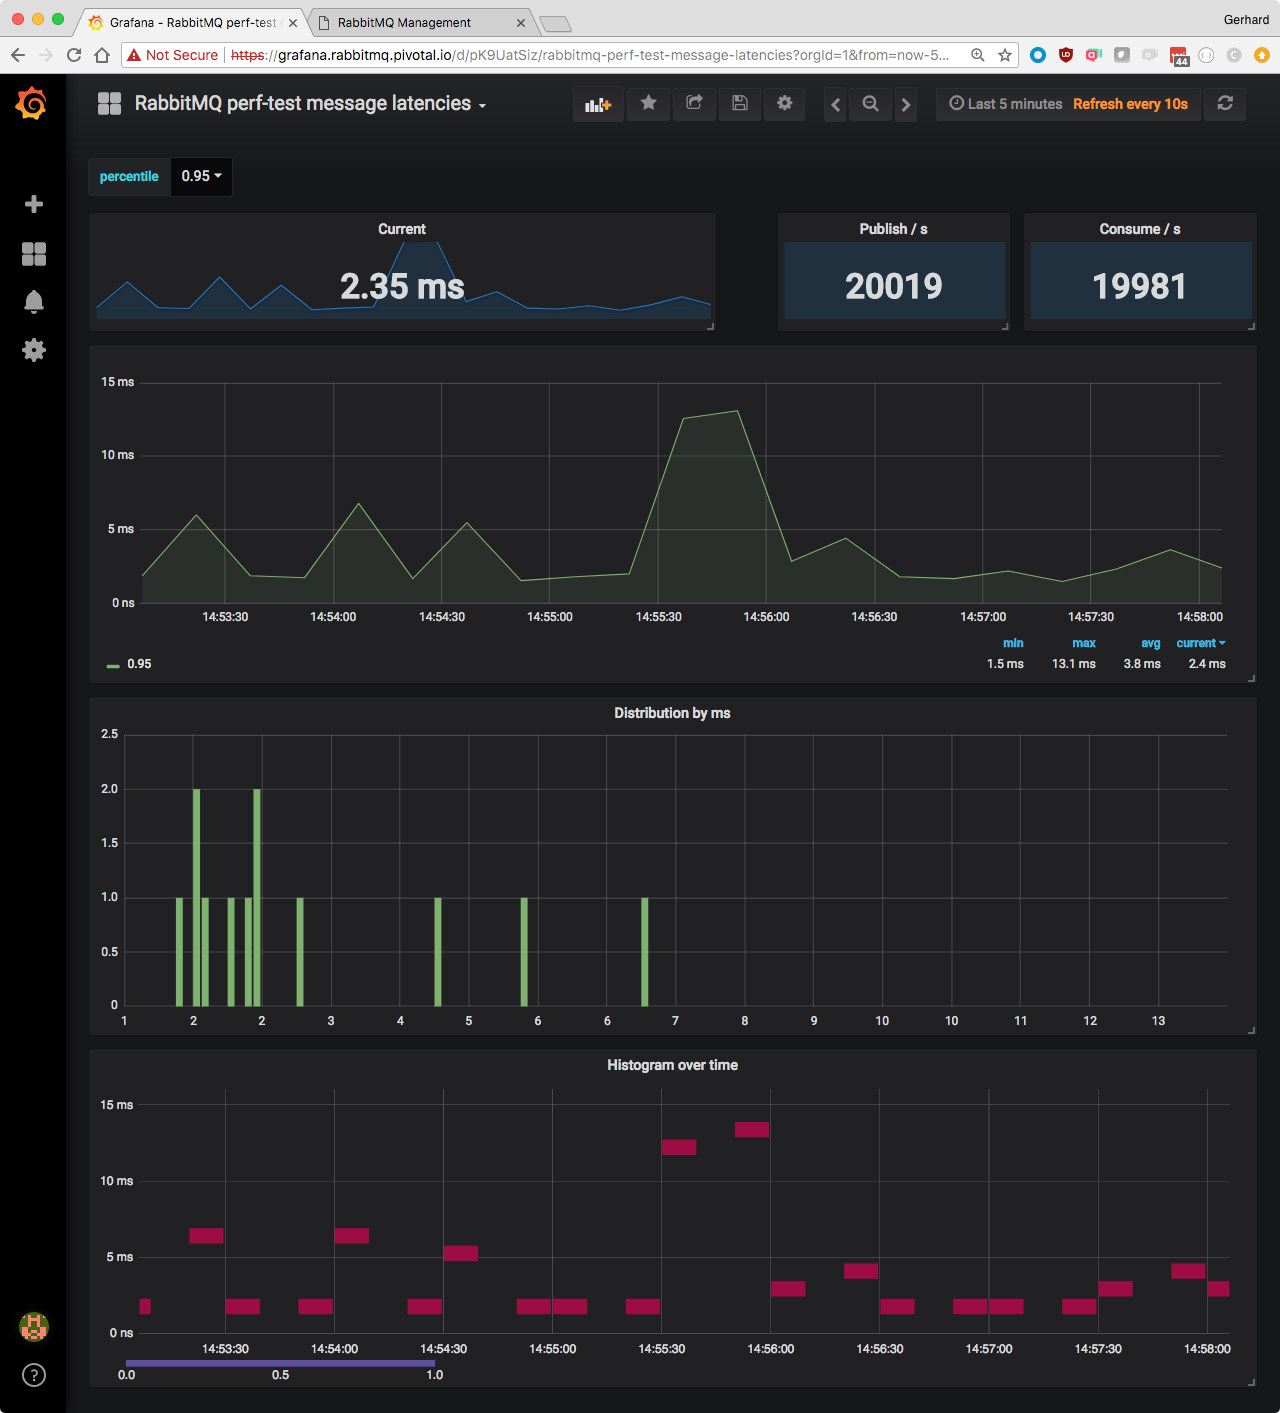 Grafana - RabbitMQ perf-test
RabbitMQ Management
Gerhard
Not Secure
https://grafana.rabbitmq.pivotal.io/d/pK9UatSiz/rabbitmq-perf-test-message-latencies?orgId=1&from=now-5...
44
RabbitMQ perf-test message latencies
Last 5 minutes Refresh every 10s
percentile 0.95
Current
2.35 ms
Publish / s
20019
Consume / s
19981
15 ms
10 ms
5 ms
0 ns
14:53:30 14:54:00 14:54:30 14:55:00 14:55:30 14:56:00 14:56:30 14:57:00 14:57:30 14:58:00
min max avg current
0.95 1.5 ms 13.1 ms 3.8 ms 2.4 ms
Distribution by ms
2.5
2.0
1.5
1.0
0.5
0
1 2 2 3 4 5 6 6 7 8 9 10 10 11 12 13
Histogram over time
15 ms
10 ms
5 ms
0 ns
14:53:30 14:54:00 14:54:30 14:55:00 14:55:30 14:56:00 14:56:30 14:57:00 14:57:30 14:58:00
0.0 0.5 1.0